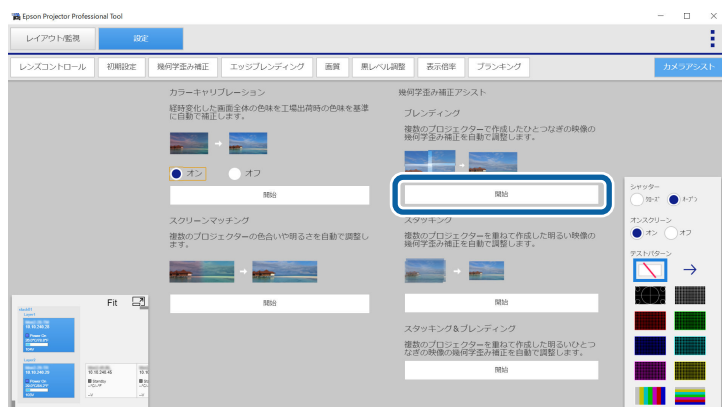 Epson Projector Professional Tool
レイアウト/監視
設定
レンズコントロール
初期設定
幾何学歪み補正
エッジブレンディング
画質
黒レベル調整
表示倍率
ブランキング
カメラアシスト
カラーキャリブレーション
経時変化した画面全体の色味を工場出荷時の色味を基準
に自動で補正します。
オン
オフ
開始
スクリーンマッチング
複数のプロジェクターの色合いや明るさを自動で調整し
ます。
開始
幾何学歪み補正アシスト
ブレンディング
複数のプロジェクターで作成したひとつなぎの映像の
幾何学歪み補正を自動で調整します。
開始
スタッキング
複数のプロジェクターを重ねて作成した明るい映像の
幾何学歪み補正を自動で調整します。
開始
スタッキング&ブレンディング
複数のプロジェクターを重ねて作成した明るいひとつ
なぎの映像の幾何学歪み補正を自動で調整します。
開始
シャッター
クローズ
オープン
オンスクリーン
オン
オフ
テストパターン
Fit
Power On
Power On
Standby